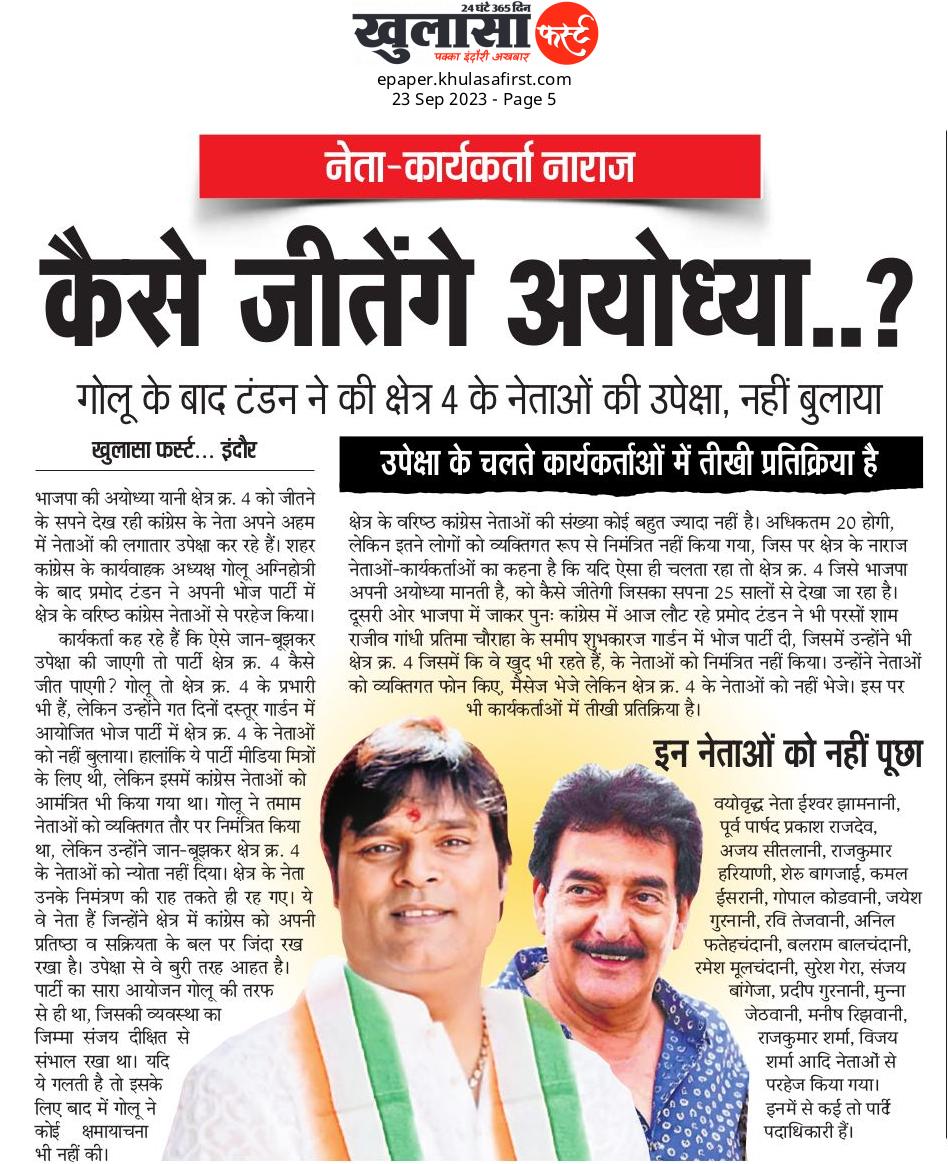 24 घंटे 365 दिन
खुलासा फर्स्ट
पक्का इंदौरी अखबार
epaper.khulasafirst.com
23 Sep 2023 - Page 5
नेता-कार्यकर्ता नाराज
कैसे जीतेंगे अयोध्या..?
गोलू के बाद टंडन ने की क्षेत्र 4 के नेताओं की उपेक्षा, नहीं बुलाया
खुलासा फर्स्ट... इंदौर
भाजपा की अयोध्या यानी क्षेत्र क्र. 4 को जीतने
के सपने देख रही कांग्रेस के नेता अपने अहम
में नेताओं की लगातार उपेक्षा कर रहे हैं। शहर
कांग्रेस के कार्यवाहक अध्यक्ष गोलू अग्निहोत्री
के बाद प्रमोद टंडन ने अपनी भोज पार्टी में
क्षेत्र के वरिष्ठ कांग्रेस नेताओं से परहेज किया।
कार्यकर्ता कह रहे हैं कि ऐसे जान-बूझकर
उपेक्षा की जाएगी तो पार्टी क्षेत्र क्र. 4 कैसे
जीत पाएगी? गोलू तो क्षेत्र क्र. 4 के प्रभारी
भी हैं, लेकिन उन्होंने गत दिनों दस्तूर गार्डन में
आयोजित भोज पार्टी में क्षेत्र क्र. 4 के नेताओं
को नहीं बुलाया। हालांकि ये पार्टी मीडिया मित्रों
के लिए थी, लेकिन इसमें कांग्रेस नेताओं को
आमंत्रित भी किया गया था। गोलू ने तमाम
नेताओं को व्यक्तिगत तौर पर निमंत्रित किया
था, लेकिन उन्होंने जान-बूझकर क्षेत्र क्र. 4
के नेताओं को न्योता नहीं दिया। क्षेत्र के नेता
उनके निमंत्रण की राह तकते ही रह गए। ये
वे नेता हैं जिन्होंने क्षेत्र में कांग्रेस को अपनी
प्रतिष्ठा व सक्रियता के बल पर जिंदा रख
रखा है। उपेक्षा से वे बुरी तरह आहत है।
पार्टी का सारा आयोजन गोलू की तरफ
से ही था, जिसकी व्यवस्था का
जिम्मा संजय दीक्षित से
संभाल रखा था। यदि
ये गलती है तो इसके
लिए बाद में गोलू ने
कोई क्षमायाचना
भी नहीं की।
उपेक्षा के चलते कार्यकर्ताओं में तीखी प्रतिक्रिया है
क्षेत्र के वरिष्ठ कांग्रेस नेताओं की संख्या कोई बहुत ज्यादा नहीं है। अधिकतम 20 होगी,
लेकिन इतने लोगों को व्यक्तिगत रूप से निमंत्रित नहीं किया गया, जिस पर क्षेत्र के नाराज
नेताओं-कार्यकर्ताओं का कहना है कि यदि ऐसा ही चलता रहा तो क्षेत्र क्र. 4 जिसे भाजपा
अपनी अयोध्या मानती है, को कैसे जीतेगी जिसका सपना 25 सालों से देखा जा रहा है।
दूसरी ओर भाजपा में जाकर पुनः कांग्रेस में आज लौट रहे प्रमोद टंडन ने भी परसों शाम
राजीव गांधी प्रतिमा चौराहा के समीप शुभकारज गार्डन में भोज पार्टी दी, जिसमें उन्होंने भी
क्षेत्र क्र. 4 जिसमें कि वे खुद भी रहते हैं, के नेताओं को निमंत्रित नहीं किया। उन्होंने नेताओं
को व्यक्तिगत फोन किए, मैसेज भेजे लेकिन क्षेत्र क्र. 4 के नेताओं को नहीं भेजे। इस पर
भी कार्यकर्ताओं में तीखी प्रतिक्रिया है।
इन नेताओं को नहीं पूछा
वयोवृद्ध नेता ईश्वर झामनानी,
पूर्व पार्षद प्रकाश राजदेव,
अजय सीतलानी, राजकुमार
हरियाणी, शेरु बागजाई, कमल
ईसरानी, गोपाल कोडवानी, जयेश
गुरनानी, रवि तेजवानी, अनिल
फतेहचंदानी, बलराम बालचंदानी,
रमेश मूलचंदानी, सुरेश गेरा, संजय
बांगेजा, प्रदीप गुरनानी, मुन्ना
जेठवानी, मनीष रिझवानी,
राजकुमार शर्मा, विजय
शर्मा आदि नेताओं से
परहेज किया गया।
इनमें से कई तो पार्टी
पदाधिकारी हैं।